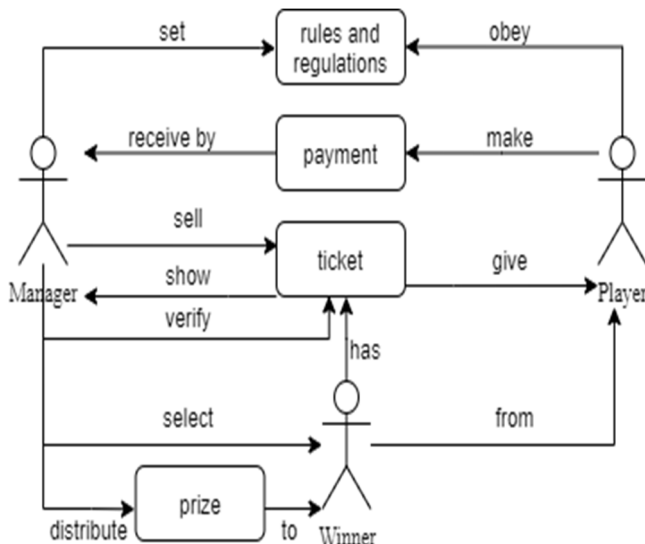 set
rules and
regulations
obey
receive by
payment
make
sell
ticket
give
show
Manager
Player
verify
has
select
from
prize
distribute
to
Winner